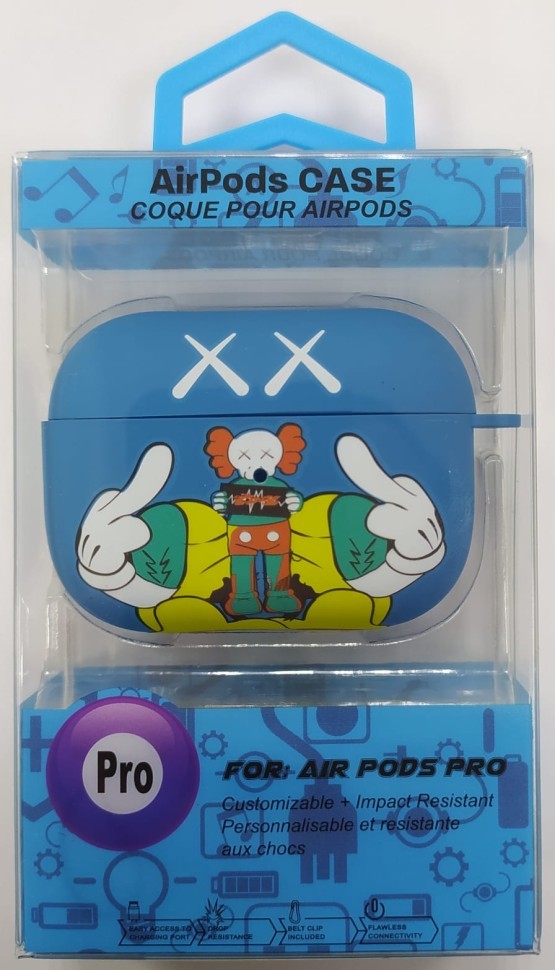 AirPods CASE
COQUE POUR AIRPODS
XX
Pro
FOR: AIR PODS PRO
Customizable + Impact Resistant
Personnalisable et resistante
aux chocs
EASY ACCESS TO
CHARGING PORT
DROP
RESISTANCE
BELT CLIP
INCLUDED
FLAWLESS
CONNECTIVITY